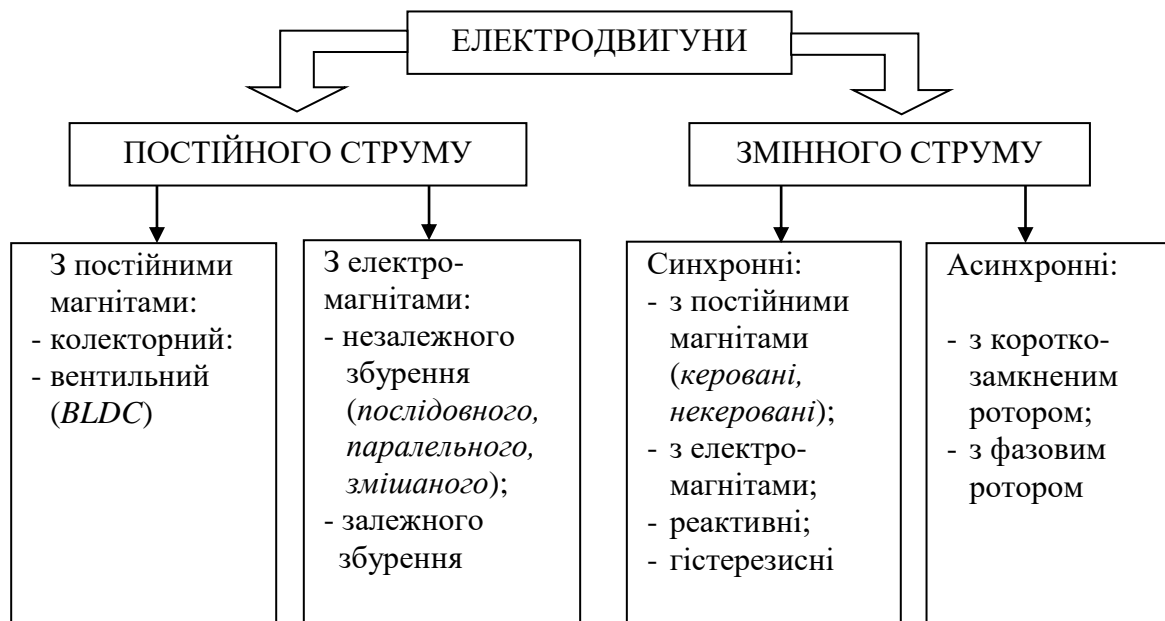 ЕЛЕКТРОДВИГУНИ
ПОСТІЙНОГО СТРУМУ
ЗМІННОГО СТРУМУ
З постійними
магнітами:
- колекторний:
- вентильний
(BLDC)
З електро-
магнітами:
- незалежного
збурення
(послідовного,
паралельного,
змішаного);
- залежного
збурення
Синхронні:
- з постійними
магнітами
(керовані,
некеровані);
- з електро-
магнітами;
- реактивні;
- гістерезисні
Асинхронні:
- з коротко-
замкненим
ротором;
- з фазовим
ротором